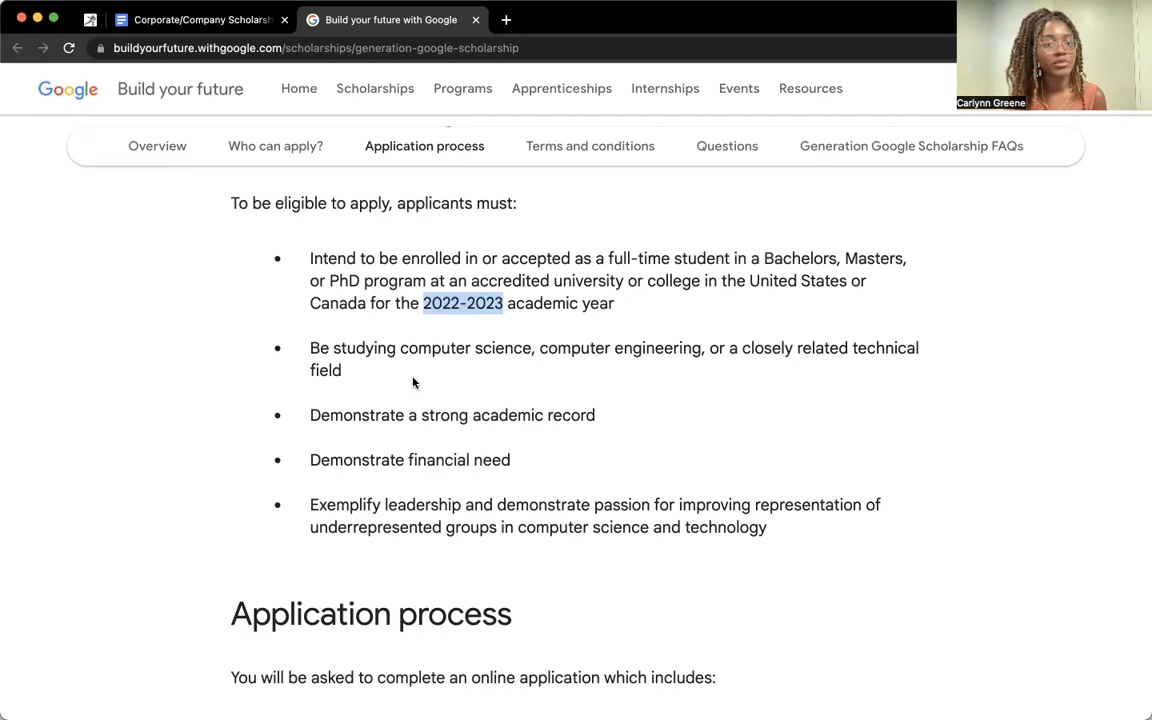 Corporate/Company Scholarsh
Build your future with Google
buildyourfuture.withgoogle.com/scholarships/generation-google-scholarship
Google Build your future Home Scholarships Programs Apprenticeships Internships Events Resources
Carlynn Greene
Overview Who can apply? Application process Terms and conditions Questions Generation Google Scholarship FAQs
To be eligible to apply, applicants must:
• Intend to be enrolled in or accepted as a full-time student in a Bachelors, Masters,
or PhD program at an accredited university or college in the United States or
Canada for the 2022-2023 academic year
• Be studying computer science, computer engineering, or a closely related technical
field
• Demonstrate a strong academic record
• Demonstrate financial need
• Exemplify leadership and demonstrate passion for improving representation of
underrepresented groups in computer science and technology
Application process
You will be asked to complete an online application which includes: